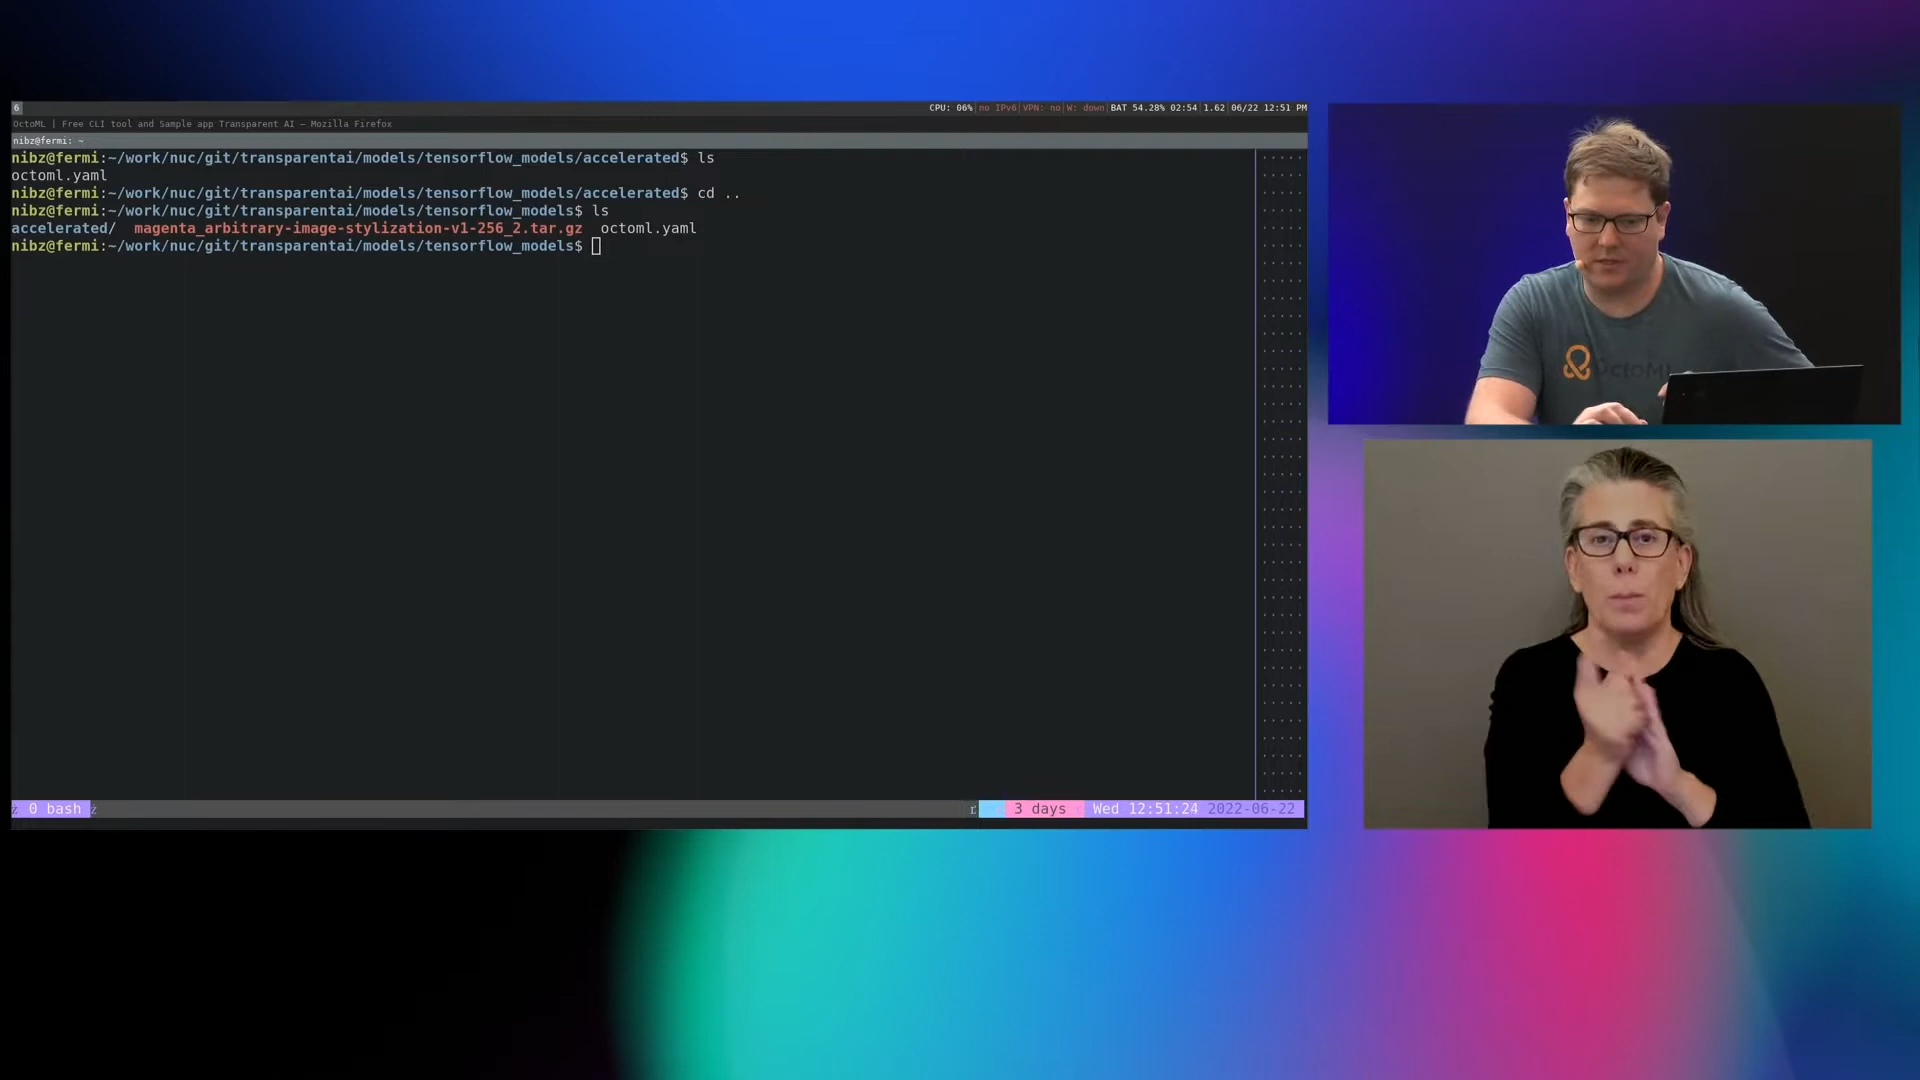 6
CPU: 06%|no IPv6|VPN: no|W: down|BAT 54.28% 02:54|1.62|06/22 12:51 PM
OctoML | Free CLI tool and Sample app Transparent AI — Mozilla Firefox
nibz@fermi: ~
nibz@fermi:~/work/nuc/git/transparentai/models/tensorflow_models/accelerated$ ls
octoml.yaml
nibz@fermi:~/work/nuc/git/transparentai/models/tensorflow_models/accelerated$ cd ..
nibz@fermi:~/work/nuc/git/transparentai/models/tensorflow_models$ ls
accelerated/  magenta_arbitrary-image-stylization-v1-256_2.tar.gz  octoml.yaml
nibz@fermi:~/work/nuc/git/transparentai/models/tensorflow_models$
0 bash
3 days Wed 12:51:24 2022-06-22
OctoML